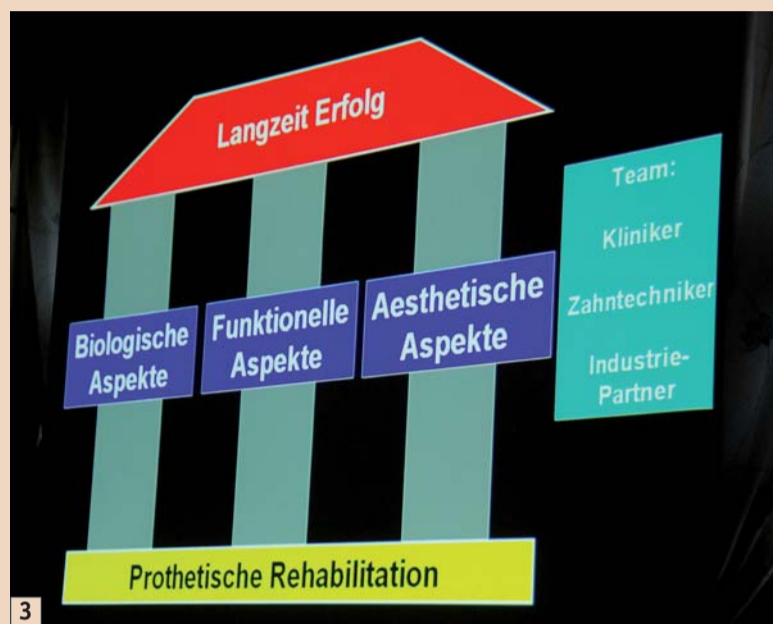 Langzeit Erfolg
Biologische
Aspekte
Funktionelle
Aspekte
Aesthetische
Aspekte
Team:
Kliniker
Zahntechniker
Industrie-
Partner
Prothetische Rehabilitation
3